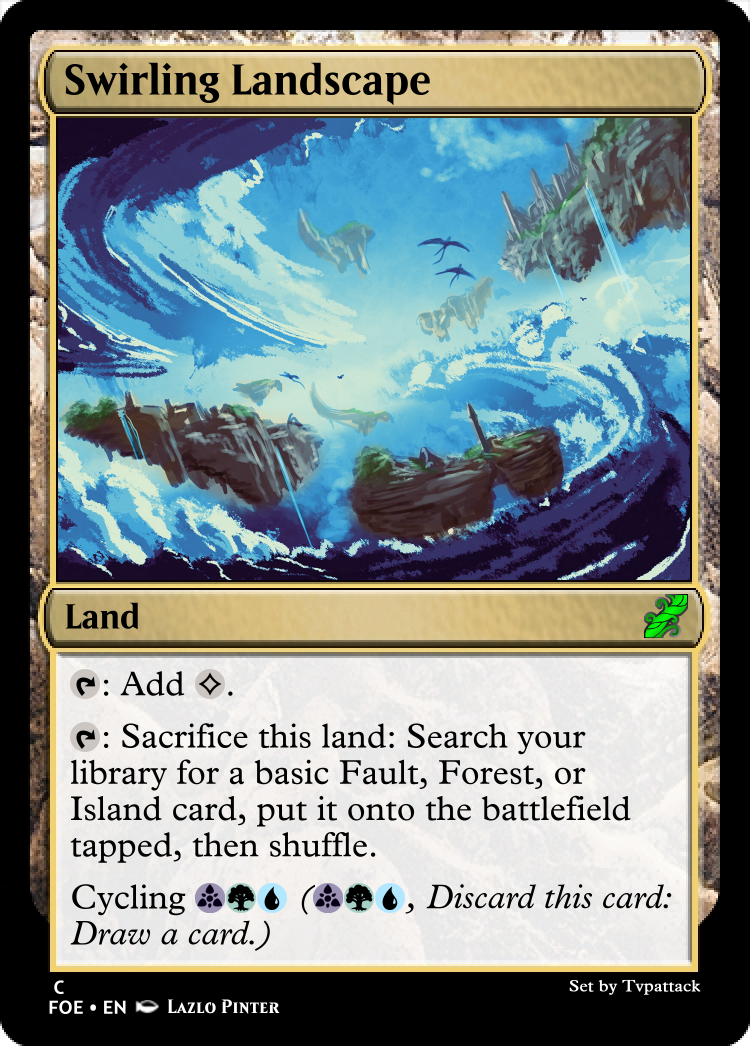 Swirling Landscape
Land
: Add .
: Sacrifice this land: Search your
library for a basic Fault, Forest, or
Island card, put it onto the battlefield
tapped, then shuffle.
Cycling (, Discard this card:
Draw a card.)
C
FOE • EN LAZLO PINTER
Set by Tvpattack